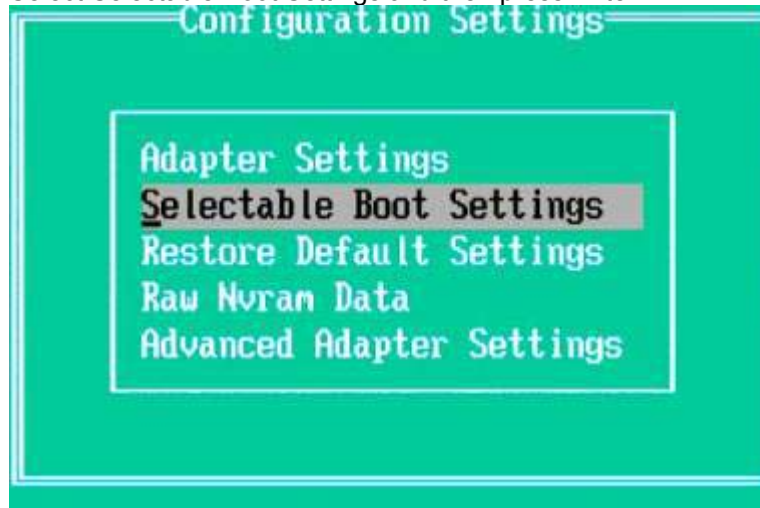 Configuration Settings
Adapter Settings
Selectable Boot Settings
Restore Default Settings
Raw Nvram Data
Advanced Adapter Settings